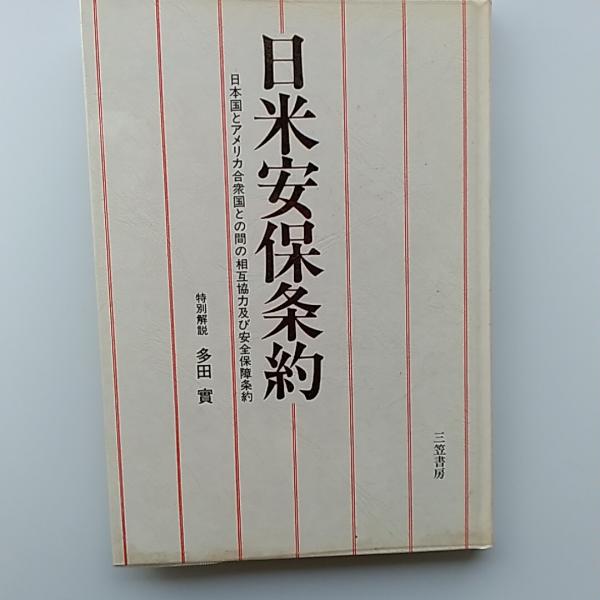 日米安保条約
日本国とアメリカ合衆国との間の相互協力及び安全保障条約
特別解説 多田 實
三笠書房